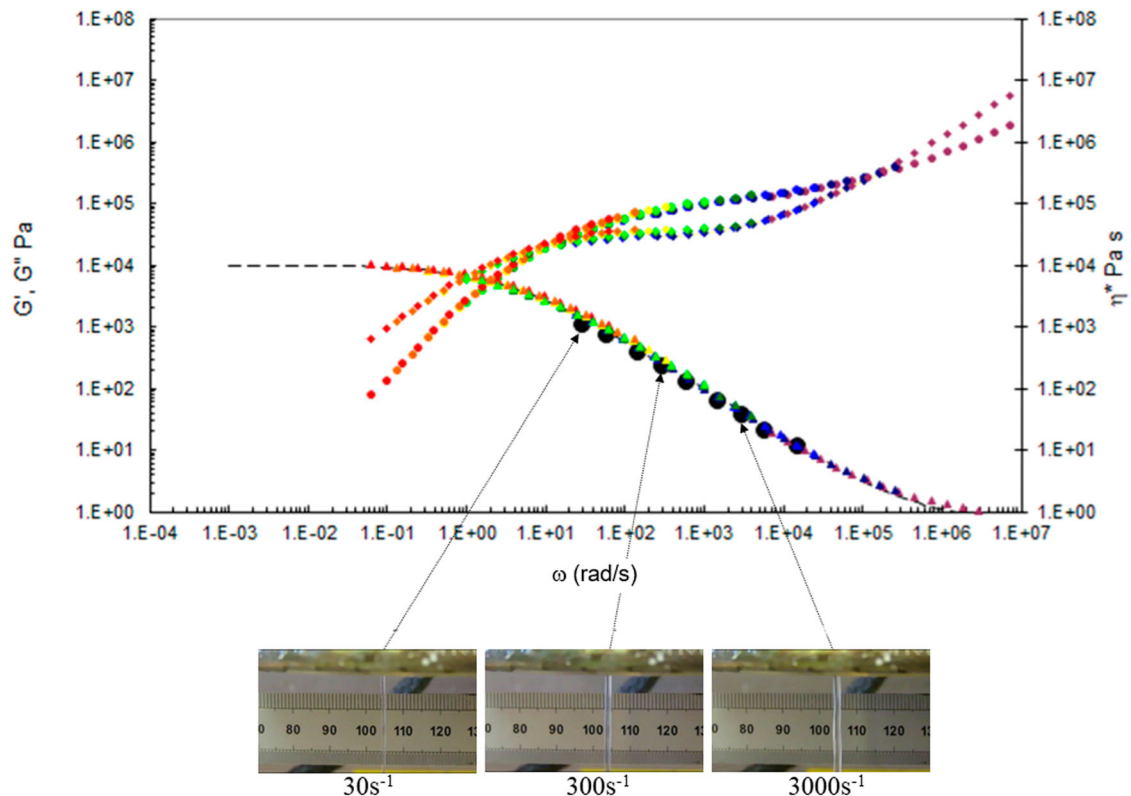 1.E+08 1.E+08
1.E+07 1.E+07
1.E+06 1.E+06
1.E+05 1.E+05
1.E+04 1.E+04
1.E+03 1.E+03
1.E+02 1.E+02
1.E+01 1.E+01
1.E+00 1.E+00
G', G" Pa
η* Pa s
1.E-04 1.E-03 1.E-02 1.E-01 1.E+00 1.E+01 1.E+02 1.E+03 1.E+04 1.E+05 1.E+06 1.E+07
ω (rad/s)
0 80 90 100 110 120 13
0 80 90 100 110 120 13
0 80 90 100 110 120 13
30s⁻¹ 300s⁻¹ 3000s⁻¹